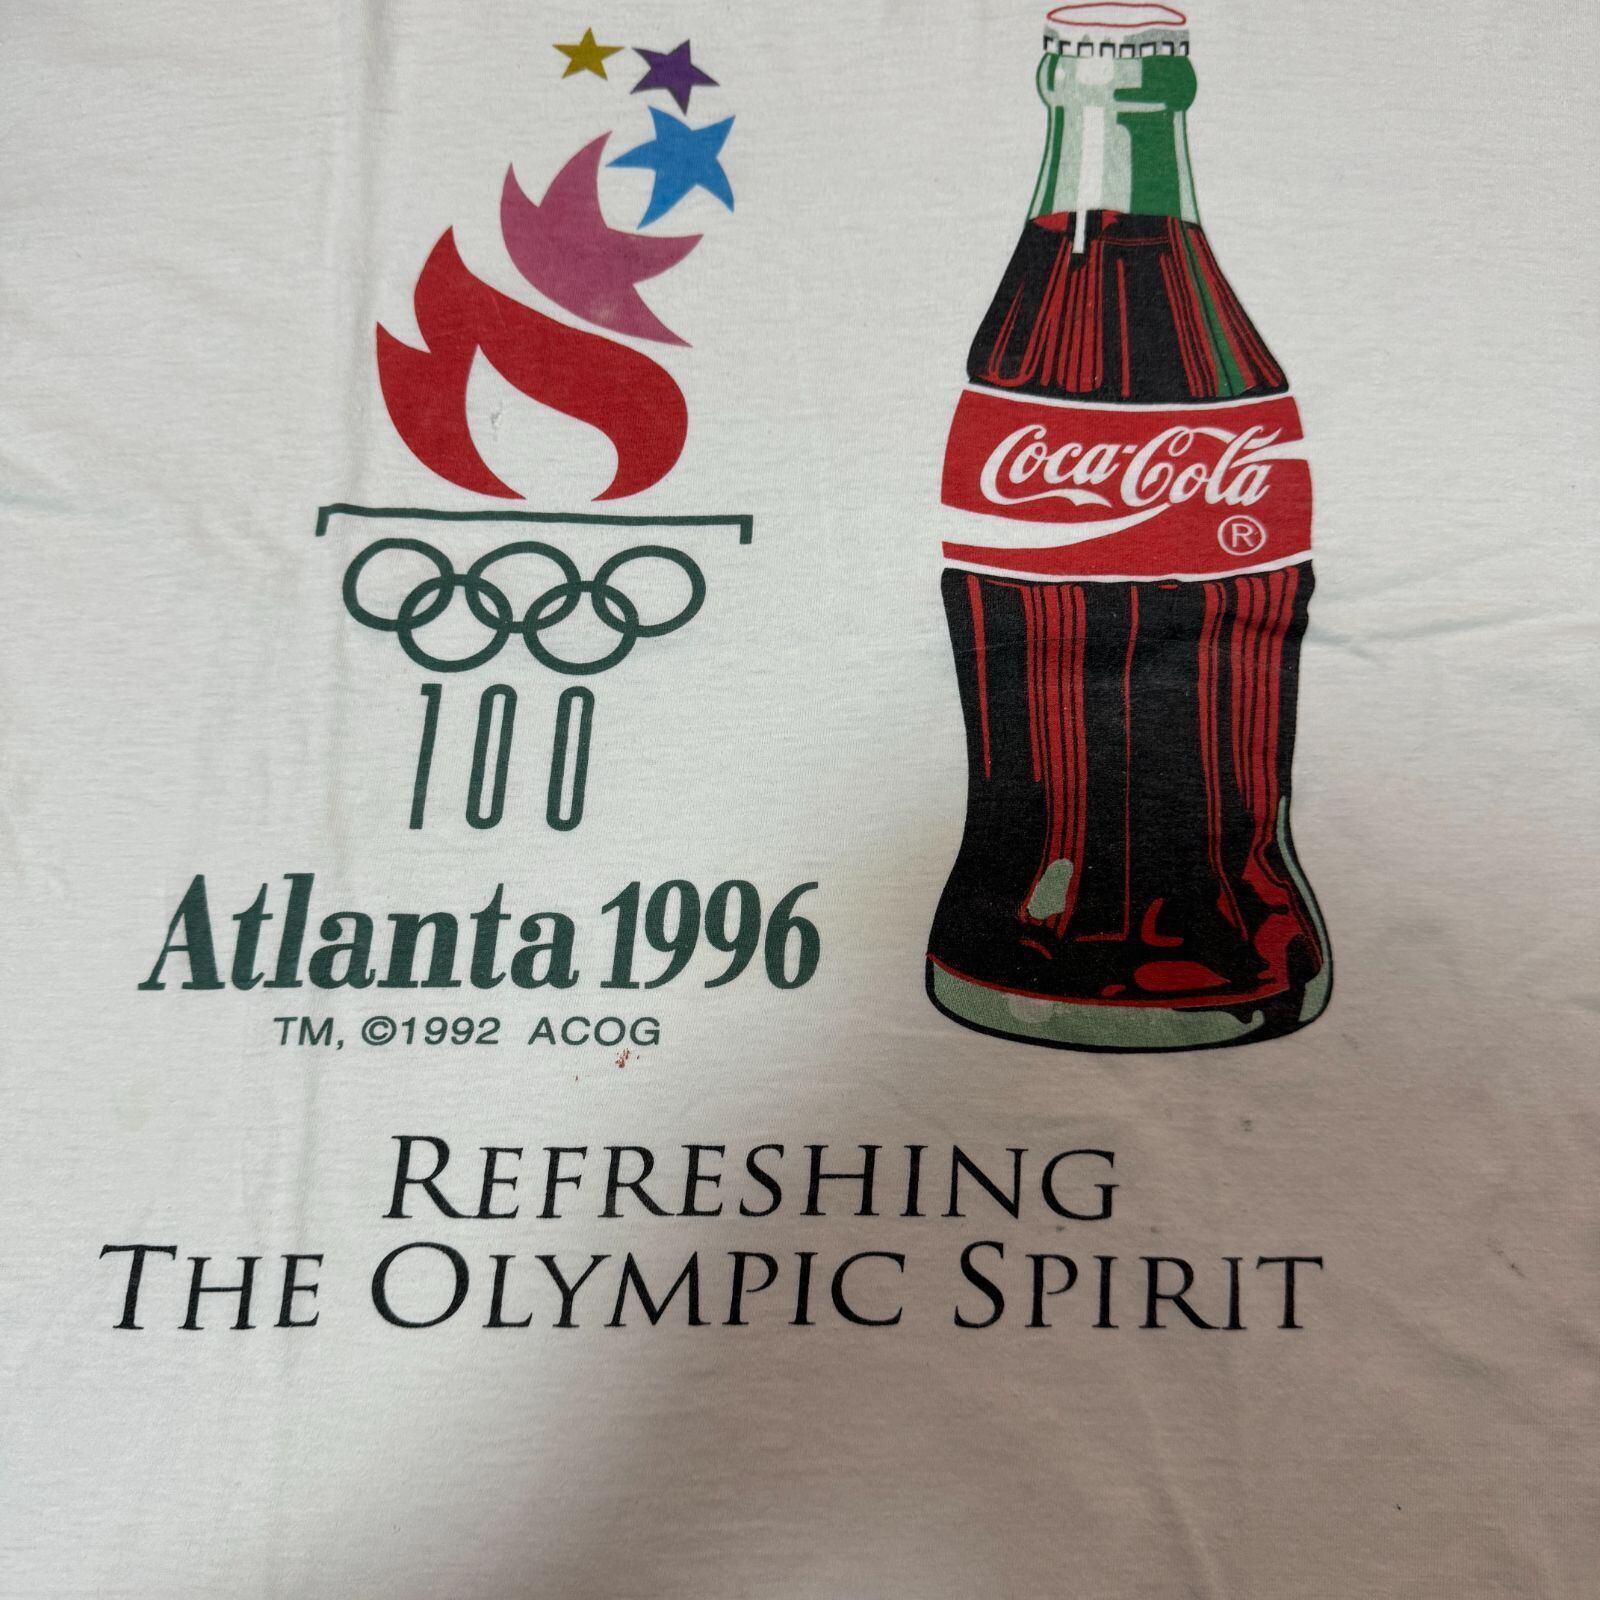 100
Atlanta 1996
TM, ©1992 ACOG
Coca-Cola
®
REFRESHING
THE OLYMPIC SPIRIT